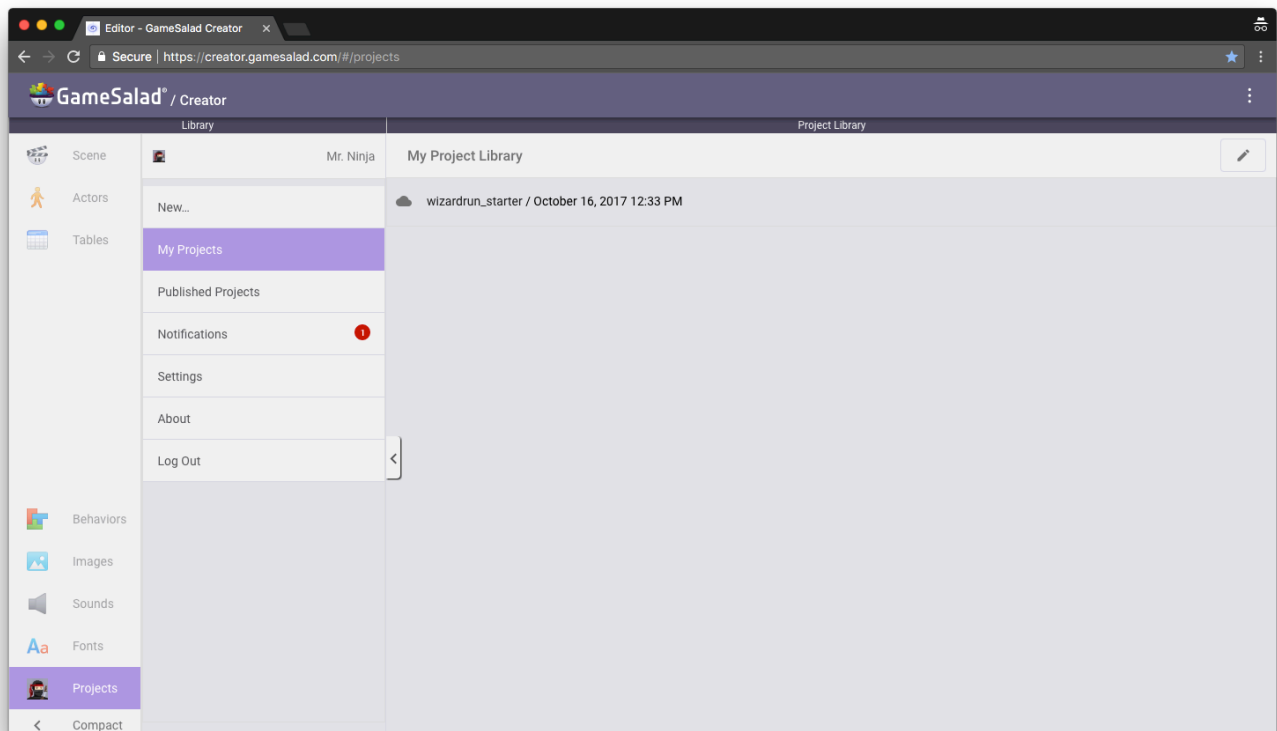 Editor - GameSalad Creator
Secure | https://creator.gamesalad.com/#/projects
GameSalad® / Creator
Library
Project Library
Scene
Actors
Tables
Behaviors
Images
Sounds
Fonts
Projects
Compact
Mr. Ninja
New...
My Projects
Published Projects
Notifications 1
Settings
About
Log Out
My Project Library
wizardrun_starter / October 16, 2017 12:33 PM
Aa